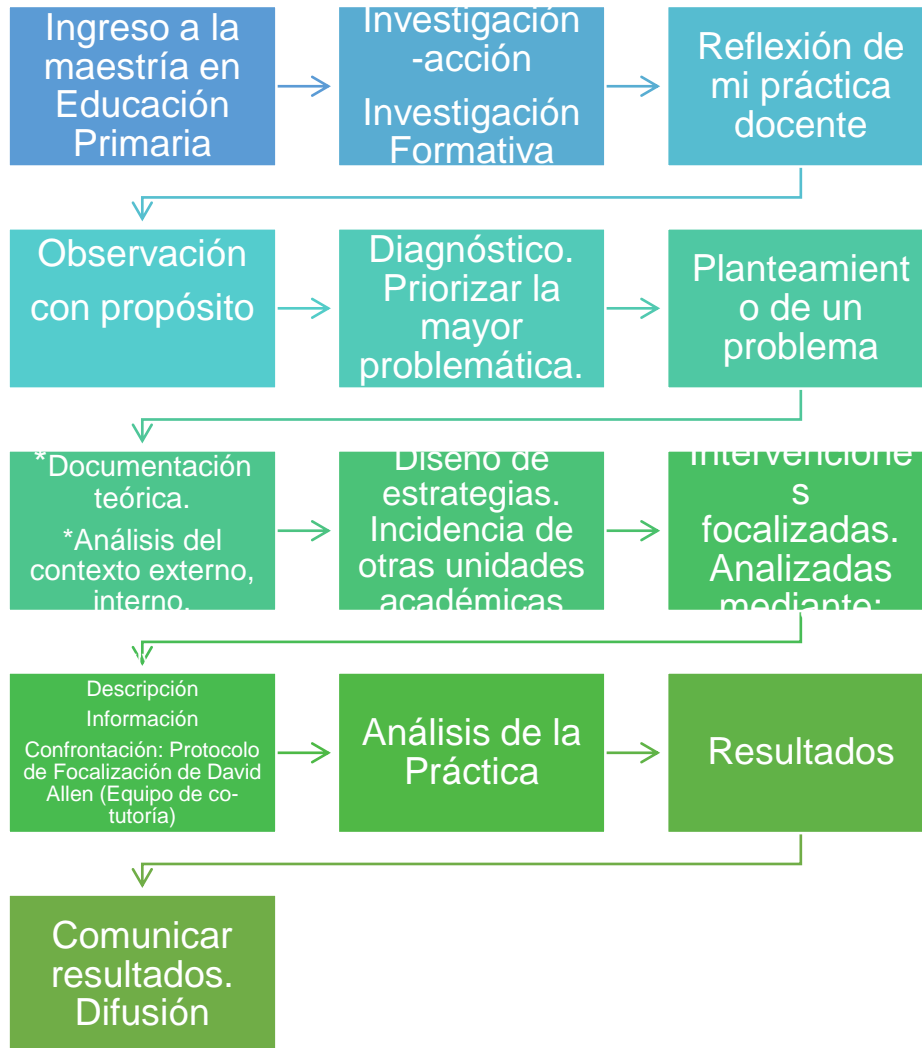 Ingreso a la
maestría en
Educación
Primaria
Investigación
-acción
Investigación
Formativa
Reflexión de
mi práctica
docente
Observación
con propósito
Diagnóstico.
Priorizar la
mayor
problemática.
Planteamient
o de un
problema
*Documentación
teórica.
*Análisis del
contexto externo,
interno.
Diseño de
estrategias.
Incidencia de
otras unidades
académicas
Intervencione
s
focalizadas.
Analizadas
mediante:
Descripción
Información
Confrontación: Protocolo
de Focalización de David
Allen (Equipo de co-
tutoría)
Análisis de la
Práctica
Resultados
Comunicar
resultados.
Difusión